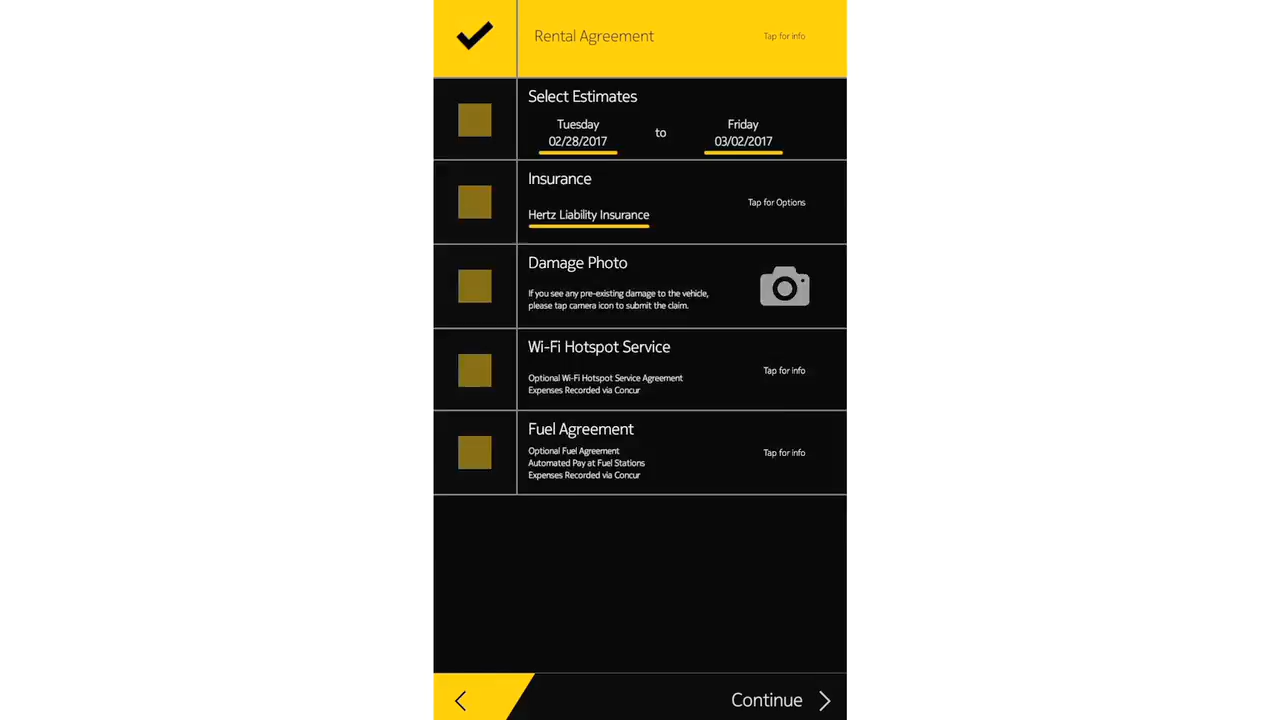 Rental Agreement
Tap for info
Select Estimates
Tuesday
02/28/2017
to
Friday
03/02/2017
Insurance
Hertz Liability Insurance
Tap for Options
Damage Photo
If you see any pre-existing damage to the vehicle,
please tap camera icon to submit the claim.
Wi-Fi Hotspot Service
Optional Wi-Fi Hotspot Service Agreement
Expenses Recorded via Concur
Tap for info
Fuel Agreement
Optional Fuel Agreement
Automated Pay at Fuel Stations
Expenses Recorded via Concur
Tap for info
Continue